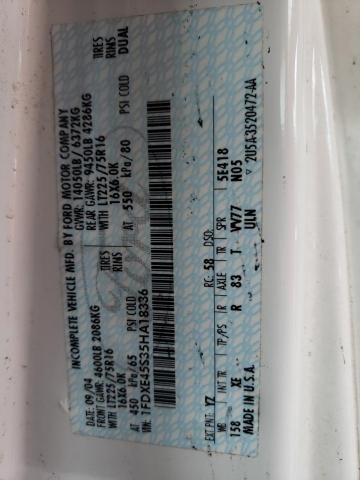 INCOMPLETE VEHICLE MFD. BY FORD MOTOR COMPANY
DATE: 09/04 GVWR: 14050LB/ 6372KG
FRONT GAWR: 4600LB 2086KG REAR GAWR: 9450LB 4286KG
WITH LT225/75R16 TIRES WITH LT225/75R16 TIRES
16X6.0K RIMS 16X6.0K RIMS
AT 450 kPa/65 PSI COLD AT 550 kPa/80 PSI COLD DUAL
VIN: 1FDXE45S35HA18336
EXT PNT: YZ RC: 58 DSO: 5E418
WB INT TR TP/PS R AXLE TR SPR N05
158 XE R 83 T VV77
MADE IN U.S.A. ULN ▽ 2U5A-3520472-AA